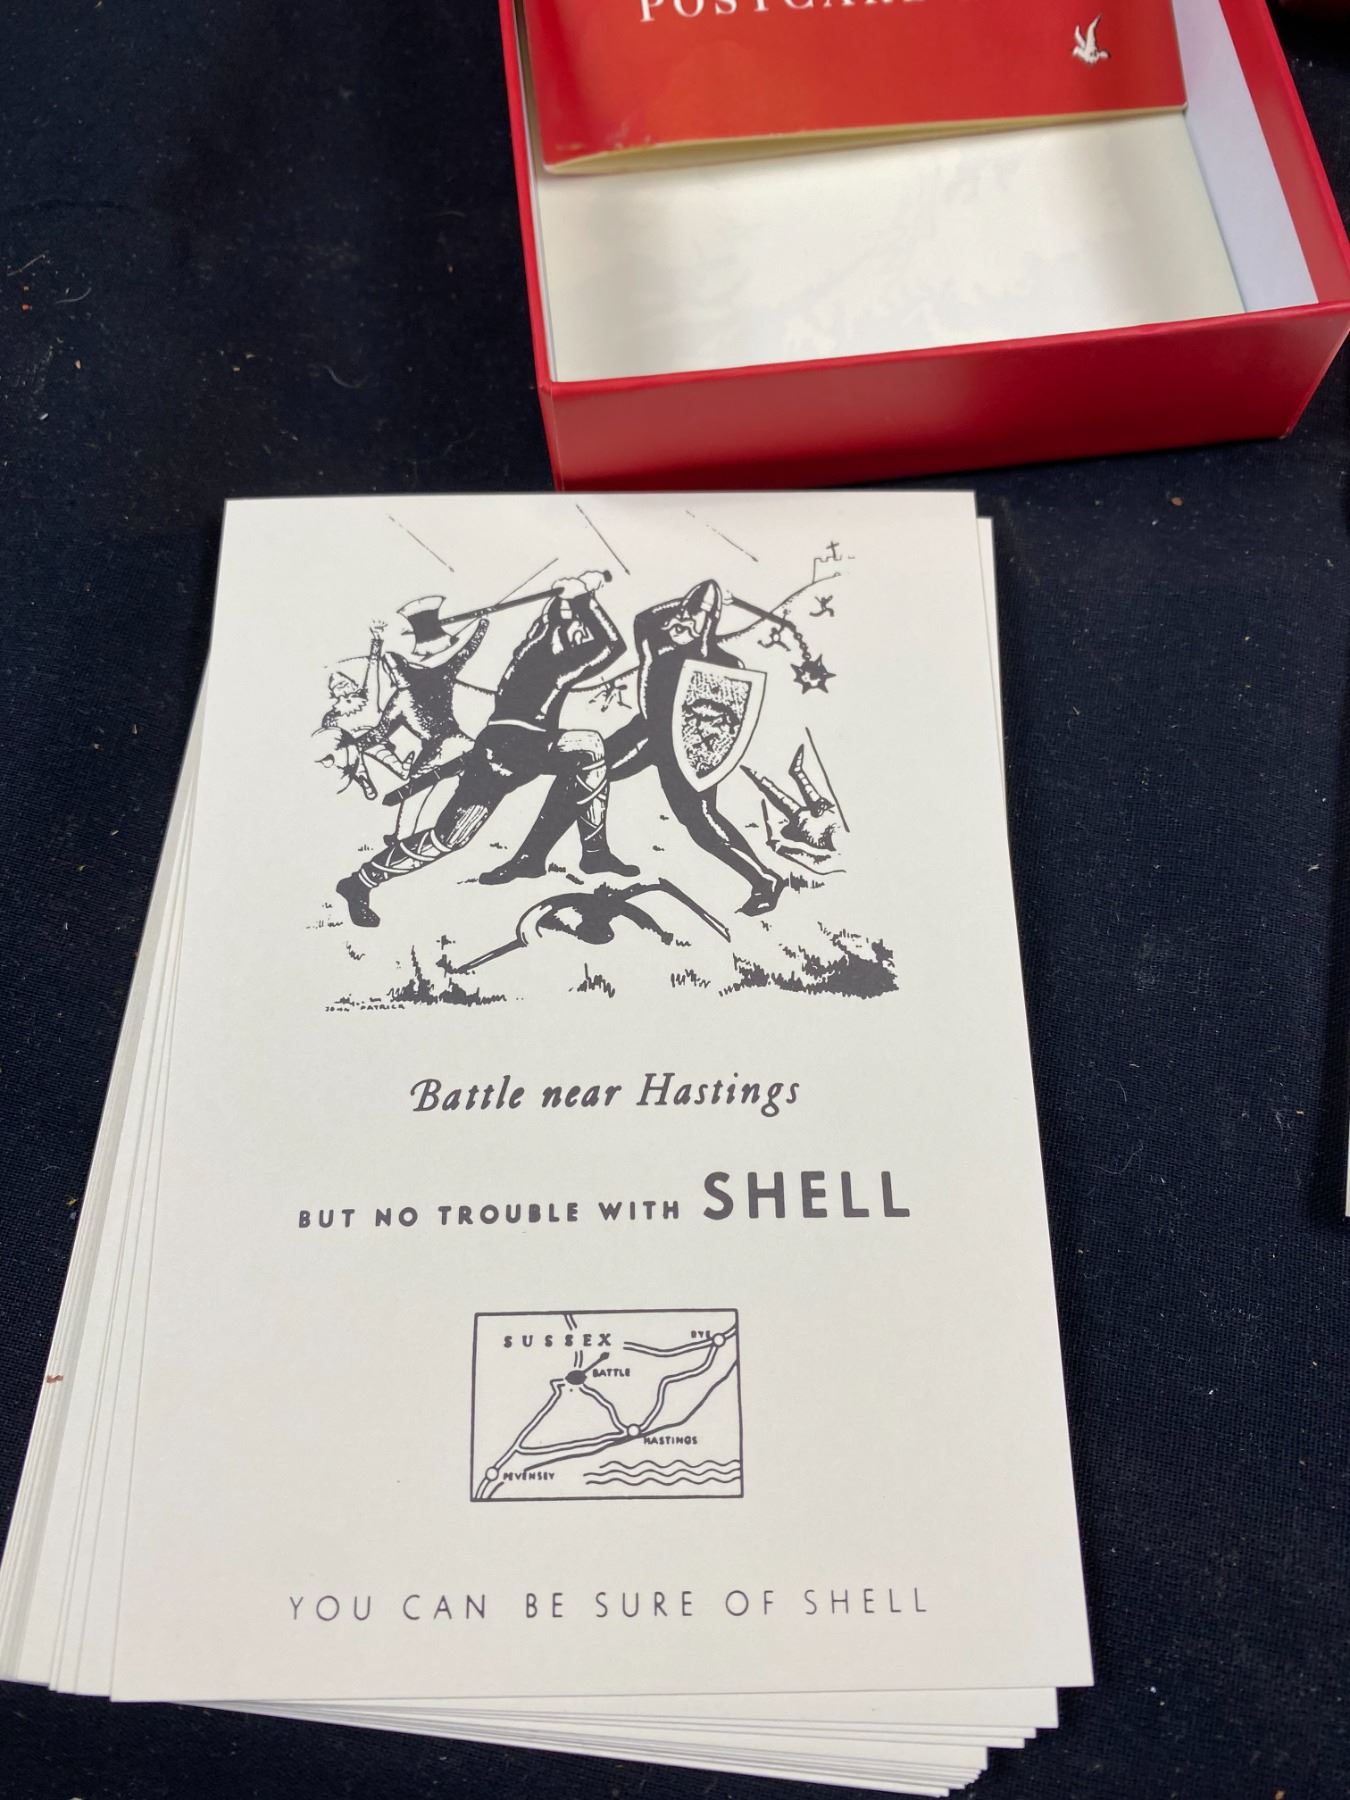 JOHN PATRICK
Battle near Hastings
BUT NO TROUBLE WITH SHELL
SUSSEX
RYE
BATTLE
HASTINGS
PEVENSEY
YOU CAN BE SURE OF SHELL